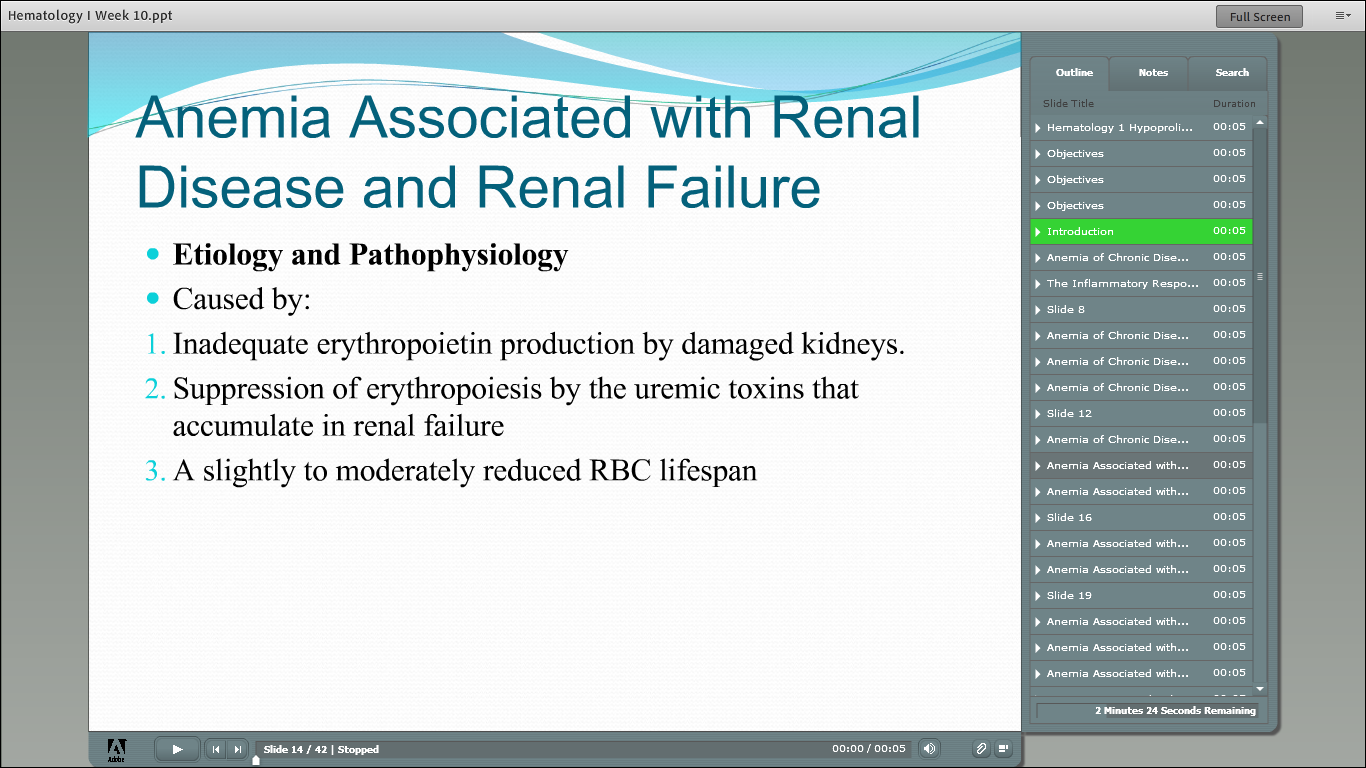 Hematology I Week 10.ppt
Full Screen
Anemia Associated with Renal
Disease and Renal Failure
Etiology and Pathophysiology
Caused by:
1. Inadequate erythropoietin production by damaged kidneys.
2. Suppression of erythropoiesis by the uremic toxins that
accumulate in renal failure
3. A slightly to moderately reduced RBC lifespan
Outline Notes Search
Slide Title Duration
Hematology 1 Hypoproli... 00:05
Objectives 00:05
Objectives 00:05
Objectives 00:05
Introduction 00:05
Anemia of Chronic Dise... 00:05
The Inflammatory Respo... 00:05
Slide 8 00:05
Anemia of Chronic Dise... 00:05
Anemia of Chronic Dise... 00:05
Anemia of Chronic Dise... 00:05
Slide 12 00:05
Anemia of Chronic Dise... 00:05
Anemia Associated with... 00:05
Anemia Associated with... 00:05
Slide 16 00:05
Anemia Associated with... 00:05
Anemia Associated with... 00:05
Slide 19 00:05
Anemia Associated with... 00:05
Anemia Associated with... 00:05
Anemia Associated with... 00:05
2 Minutes 24 Seconds Remaining
Adobe
Slide 14 / 42 | Stopped
00:00 / 00:05